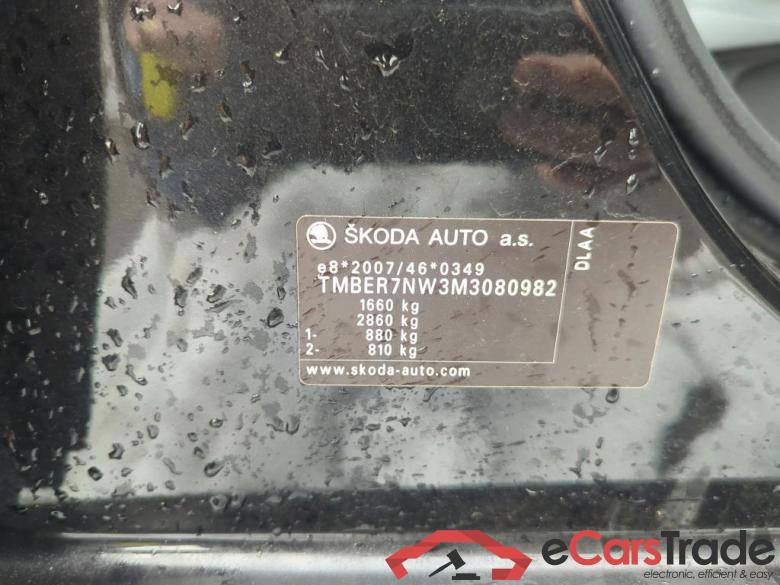 ŠKODA AUTO a.s.
e8*2007/46*0349
TMBER7NW3M3080982
1660 kg
2860 kg
1- 880 kg
2- 810 kg
www.skoda-auto.com
DLAA
eCarsTrade
electronic, efficient & easy